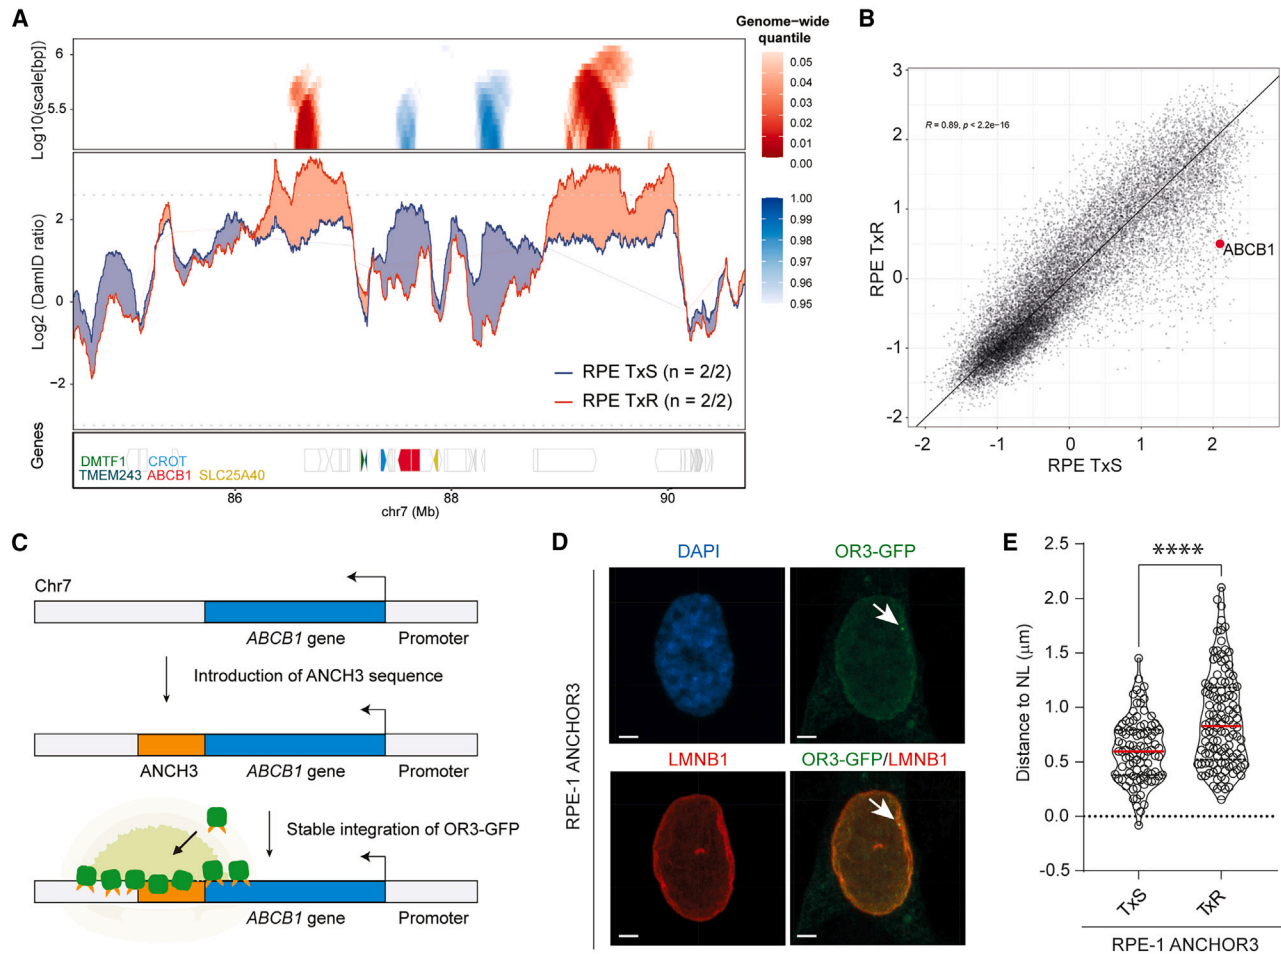 A
Log10(scale[bp])
6
5.5
Genome-wide
quantile
0.05
0.04
0.03
0.02
0.01
0.00
1.00
0.99
0.98
0.97
0.96
0.95
Log2 (DamID ratio)
2
0
-2
RPE TxS (n = 2/2)
RPE TxR (n = 2/2)
Genes
DMTF1 CROT
TMEM243 ABCB1 SLC25A40
86 88 90
chr7 (Mb)
B
RPE TxR
3
2
1
0
-1
-2
R = 0.89, p < 2.2e-16
ABCB1
-2 -1 0 1 2
RPE TxS
C
Chr7
ABCB1 gene Promoter
Introduction of ANCH3 sequence
ANCH3 ABCB1 gene Promoter
Stable integration of OR3-GFP
ABCB1 gene Promoter
D
RPE-1 ANCHOR3
DAPI OR3-GFP
LMNB1 OR3-GFP/LMNB1
E
Distance to NL (μm)
2.5
2.0
1.5
1.0
0.5
0.0
-0.5
****
TxS TxR
RPE-1 ANCHOR3